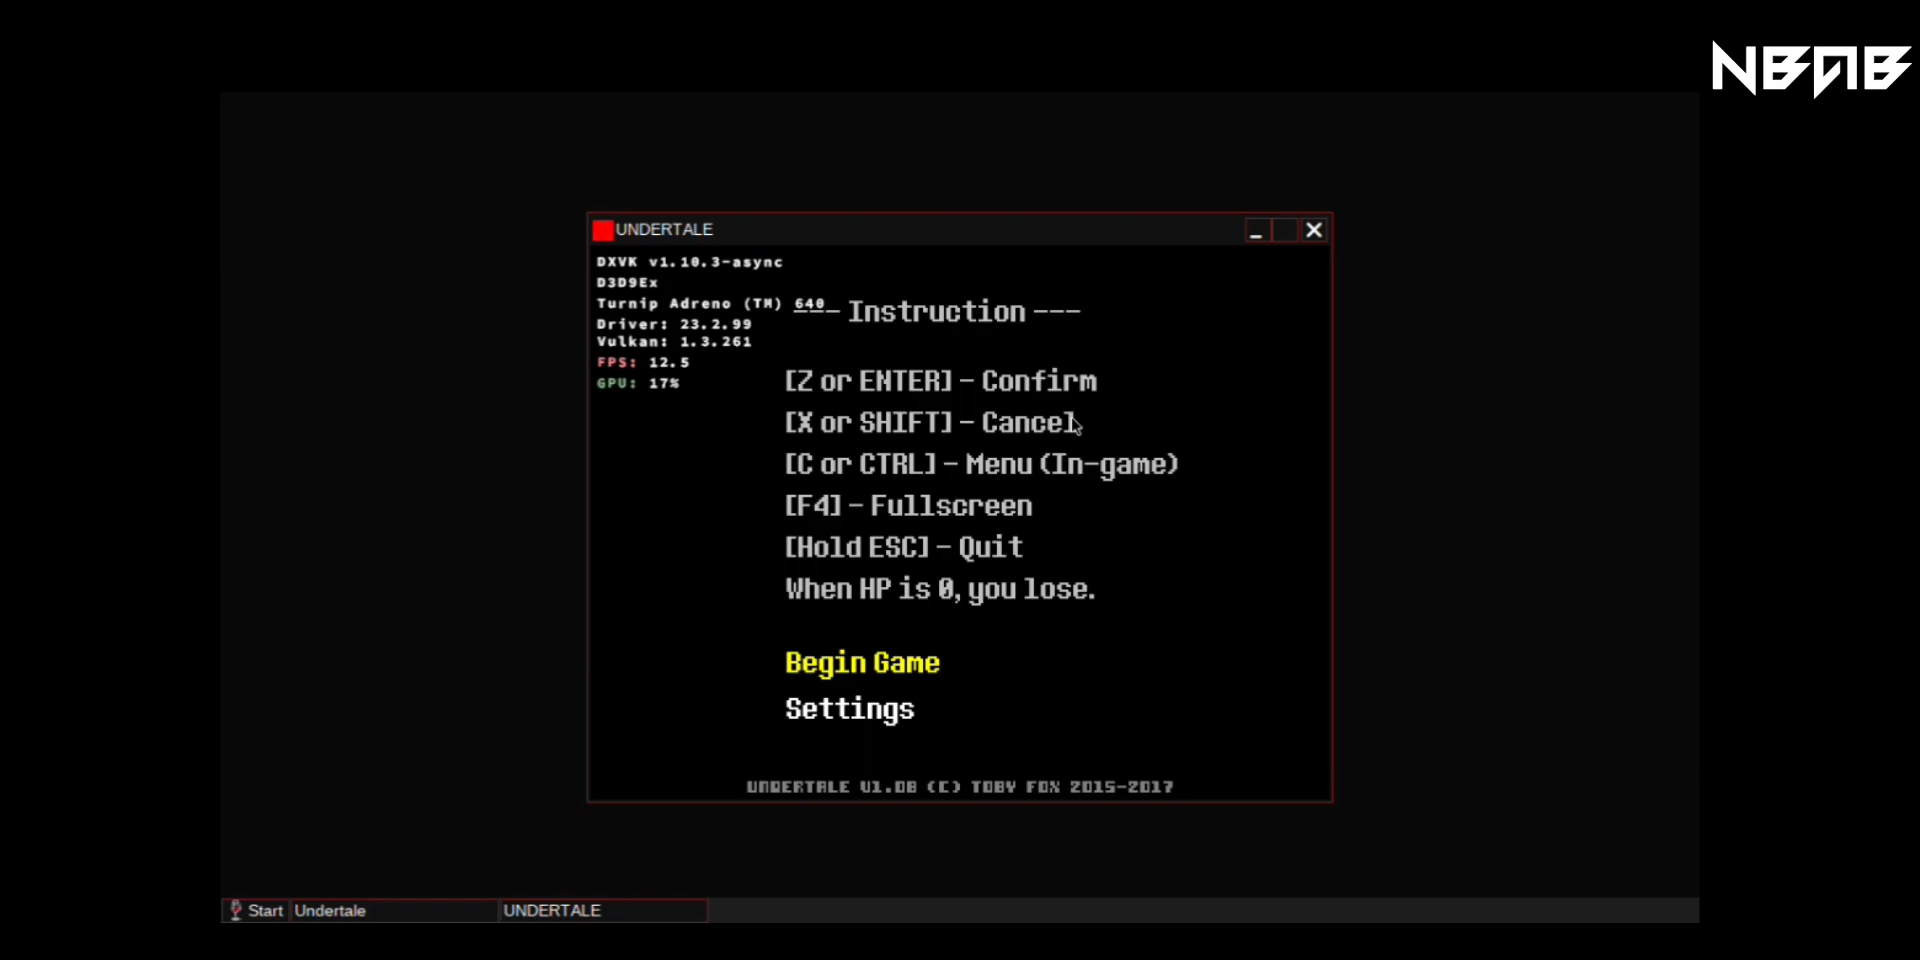 NBAB
UNDERTALE
DXVK v1.10.3-async
D3D9Ex
Turnip Adreno (TM) 640
--- Instruction ---
Driver: 23.2.99
Vulkan: 1.3.261
FPS: 12.5
GPU: 17%
[Z or ENTER] - Confirm
[X or SHIFT] - Cancel
[C or CTRL] - Menu (In-game)
[F4] - Fullscreen
[Hold ESC] - Quit
When HP is 0, you lose.
Begin Game
Settings
UNDERTALE V1.08 (C) TOBY FOX 2015-2017
Start Undertale UNDERTALE